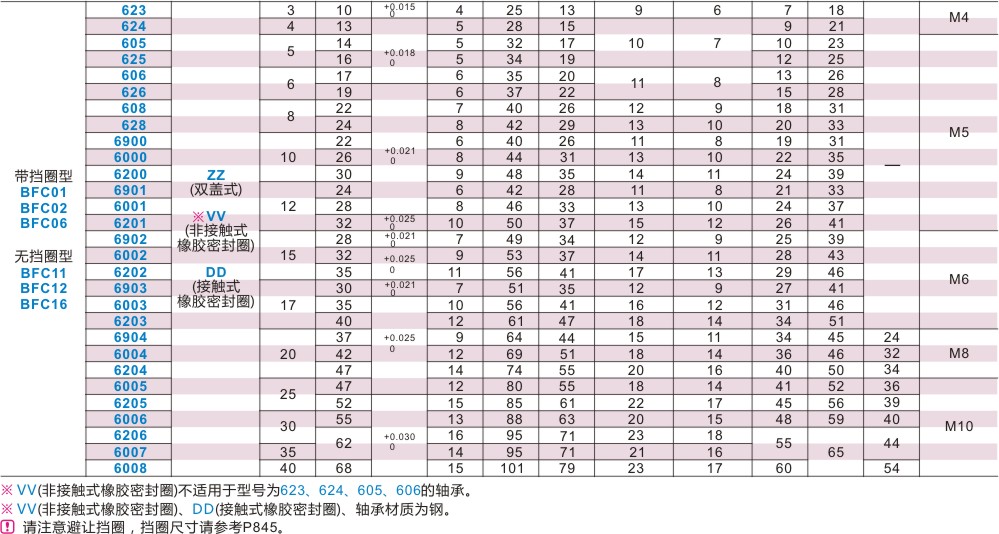 623 3 10 +0.015 0 4 25 13 9 6 7 18 M4
624 4 13 5 28 15 9 21
605 5 14 +0.018 0 5 32 17 10 7 10 23 M5
625 16 5 34 19 12 25
606 6 17 6 35 20 11 8 13 26
626 19 6 37 22 15 28
608 8 22 +0.021 0 7 40 26 12 9 18 31
628 24 8 42 29 13 10 20 33
6900 10 22 6 40 26 11 8 19 31
6000 26 8 44 31 13 10 22 35 —
带挡圈型 6200 ZZ 30 9 48 35 14 11 24 39
BFC01 6901 (双盖式) 12 24 6 42 28 11 8 21 33
BFC02 6001 28 8 46 33 13 10 24 37
BFC06 6201 ※VV 32 +0.025 0 10 50 37 15 12 26 41
6902 (非接触式 15 28 +0.021 0 7 49 34 12 9 25 39 M6
无挡圈型 6002 橡胶密封圈) 32 +0.025 0 9 53 37 14 11 28 43
BFC11 6202 DD 35 11 56 41 17 13 29 46
BFC12 6903 (接触式 17 30 +0.021 0 7 51 35 12 9 27 41
BFC16 6003 橡胶密封圈) 35 +0.025 0 10 56 41 16 12 31 46
6203 40 12 61 47 18 14 34 51
6904 20 37 9 64 44 15 11 34 45 24 M8
6004 42 12 69 51 18 14 36 46 32
6204 47 14 74 55 20 16 40 50 34
6005 25 47 12 80 55 18 14 41 52 36 M10
6205 52 +0.030 0 15 85 61 22 17 45 56 39
6006 30 55 13 88 63 20 15 48 59 40
6206 62 16 95 71 23 18 55 65 44
6007 35 14 95 71 21 16
6008 40 68 15 101 79 23 17 60 54
※ VV(非接触式橡胶密封圈)不适用于型号为623、624、605、606的轴承。
※ VV(非接触式橡胶密封圈)、DD(接触式橡胶密封圈)、轴承材质为钢。
! 请注意避让挡圈，挡圈尺寸请参考P845。